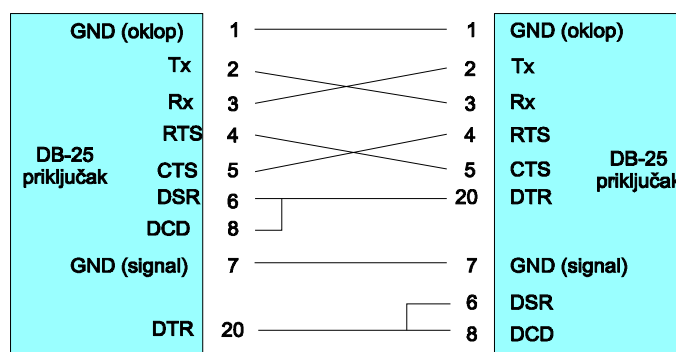 GND (oklop) 1 1 GND (oklop)
Tx 2 2 Tx
Rx 3 3 Rx
RTS 4 4 RTS
CTS 5 5 CTS
DB-25
priključak
DB-25
priključak
DSR 6 20 DTR
DCD 8
GND (signal) 7 7 GND (signal)
6 DSR
DTR 20 8 DCD